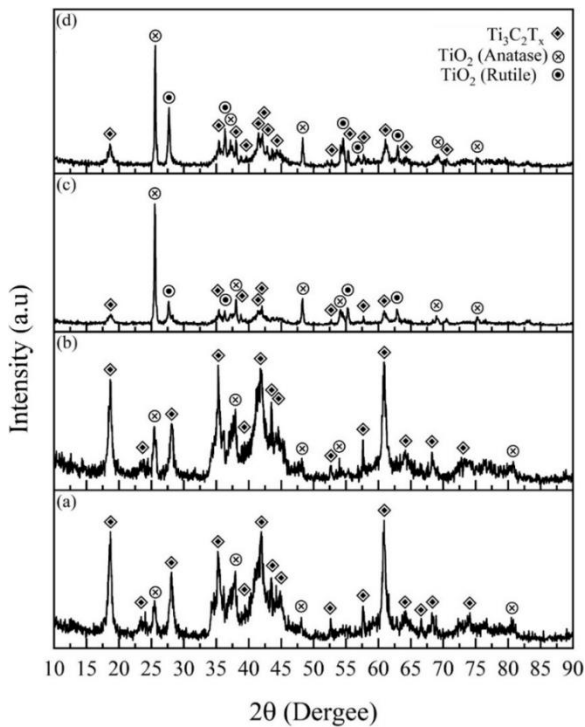 (d)
Ti₃C₂Tₓ
TiO₂ (Anatase)
TiO₂ (Rutile)
(c)
(b)
(a)
Intensity (a.u)
10 15 20 25 30 35 40 45 50 55 60 65 70 75 80 85 90
2θ (Dergee)